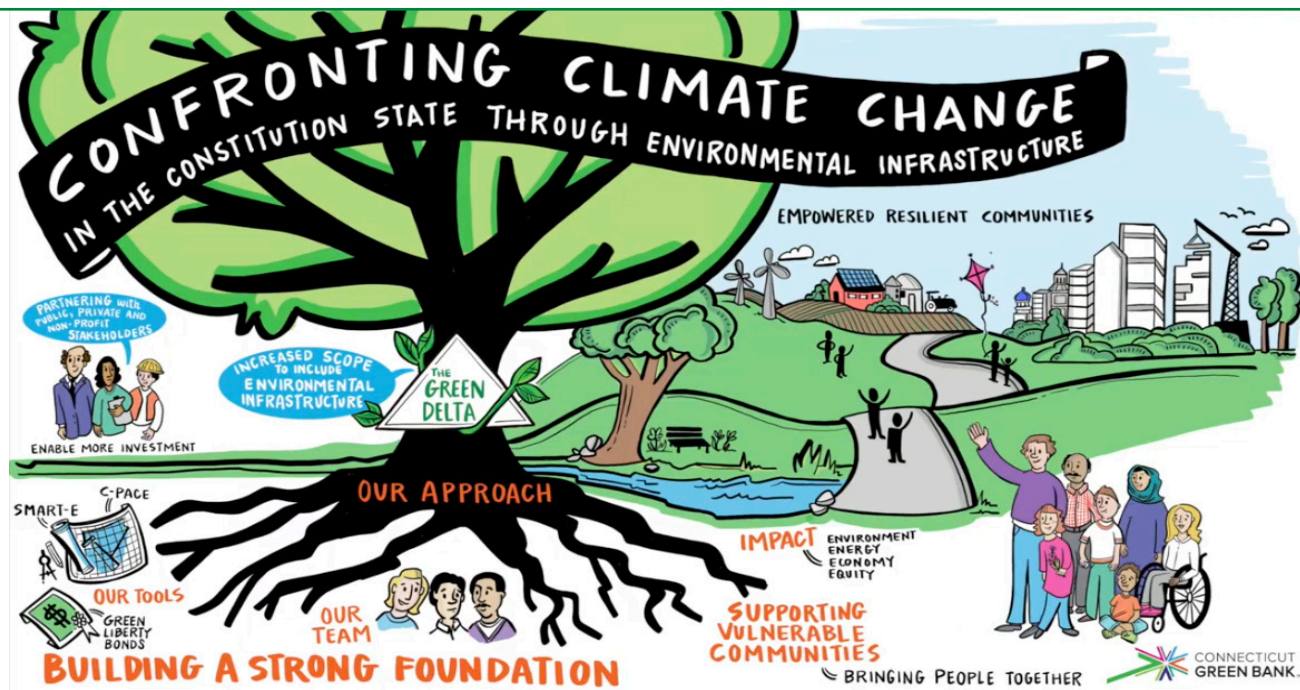 CONFRONTING CLIMATE CHANGE
IN THE CONSTITUTION STATE THROUGH ENVIRONMENTAL INFRASTRUCTURE
EMPOWERED RESILIENT COMMUNITIES
PARTNERING WITH
PUBLIC, PRIVATE AND
NON-PROFIT
STAKEHOLDERS
ENABLE MORE INVESTMENT
INCREASED SCOPE
TO INCLUDE
ENVIRONMENTAL
INFRASTRUCTURE
THE
GREEN
DELTA
OUR APPROACH
C-PACE
SMART-E
OUR TOOLS
$
GREEN
LIBERTY
BONDS
OUR
TEAM
BUILDING A STRONG FOUNDATION
IMPACT
ENVIRONMENT
ENERGY
ECONOMY
EQUITY
SUPPORTING
VULNERABLE
COMMUNITIES
BRINGING PEOPLE TOGETHER
CONNECTICUT
GREEN BANK